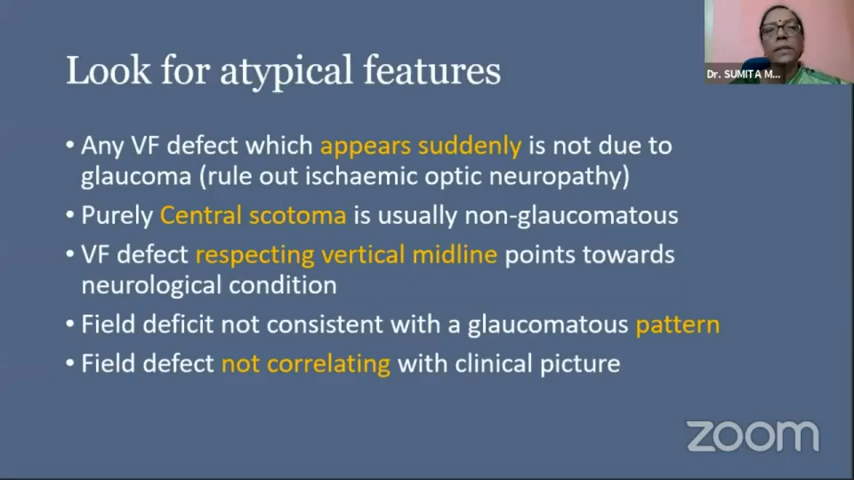 Look for atypical features
Dr. SUMITA M...
• Any VF defect which appears suddenly is not due to
glaucoma (rule out ischaemic optic neuropathy)
• Purely Central scotoma is usually non-glaucomatous
• VF defect respecting vertical midline points towards
neurological condition
• Field deficit not consistent with a glaucomatous pattern
• Field defect not correlating with clinical picture
zoom